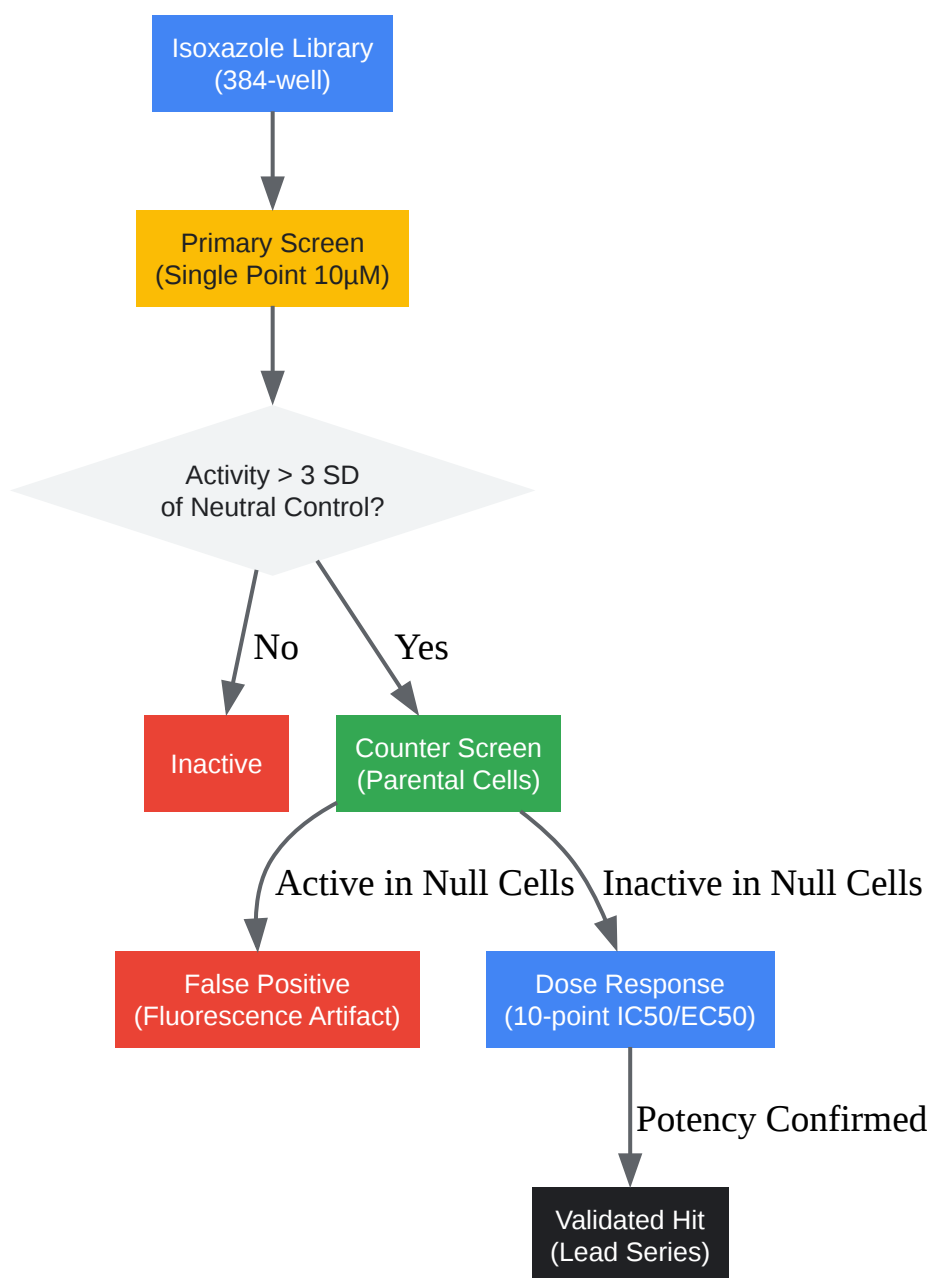 Isoxazole Library
(384-well)
Primary Screen
(Single Point 10µM)
Activity > 3 SD
of Neutral Control?
No
Yes
Inactive
Counter Screen
(Parental Cells)
Active in Null Cells
Inactive in Null Cells
False Positive
(Fluorescence Artifact)
Dose Response
(10-point IC50/EC50)
Potency Confirmed
Validated Hit
(Lead Series)